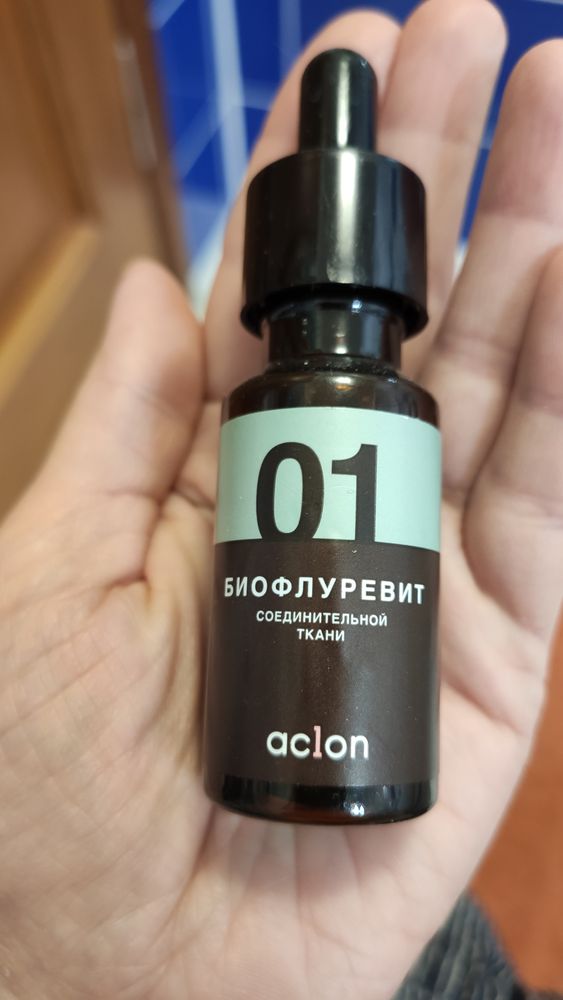 01
БИОФЛУРЕВИТ
СОЕДИНИТЕЛЬНОЙ
ТКАНИ
aclon